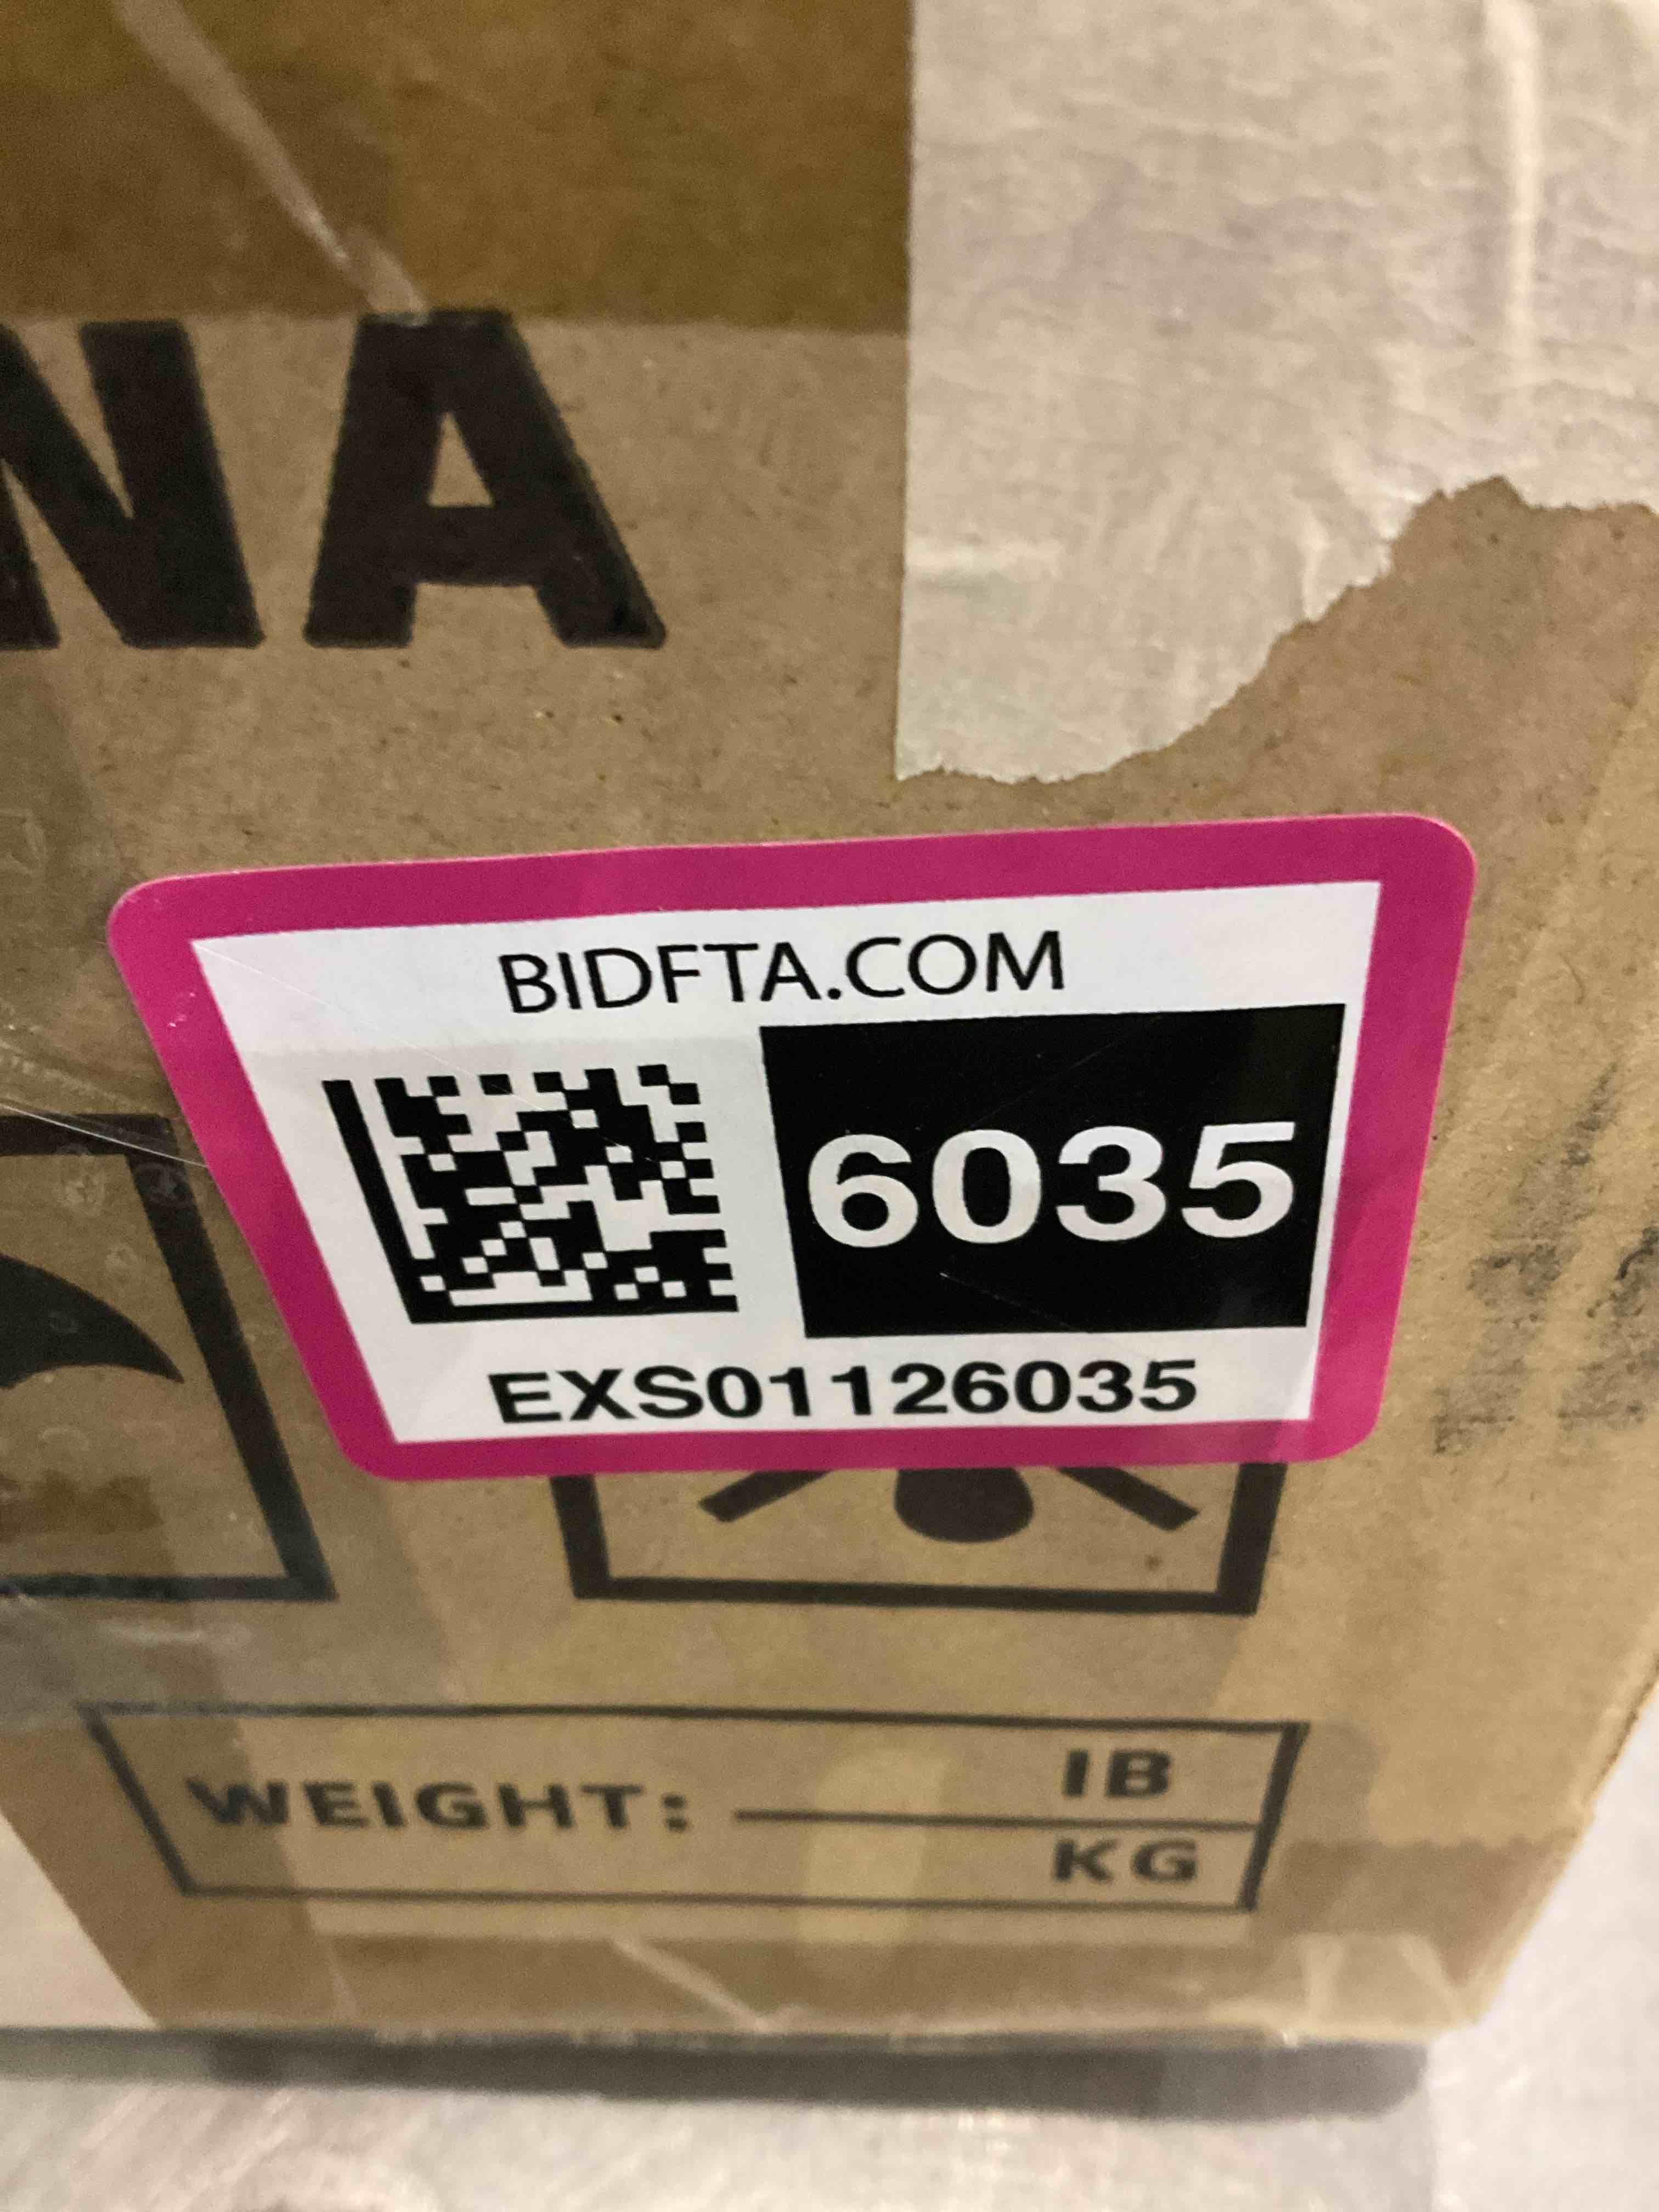 NA
BIDFTA.COM
6035
EXS01126035
WEIGHT: IB
KG